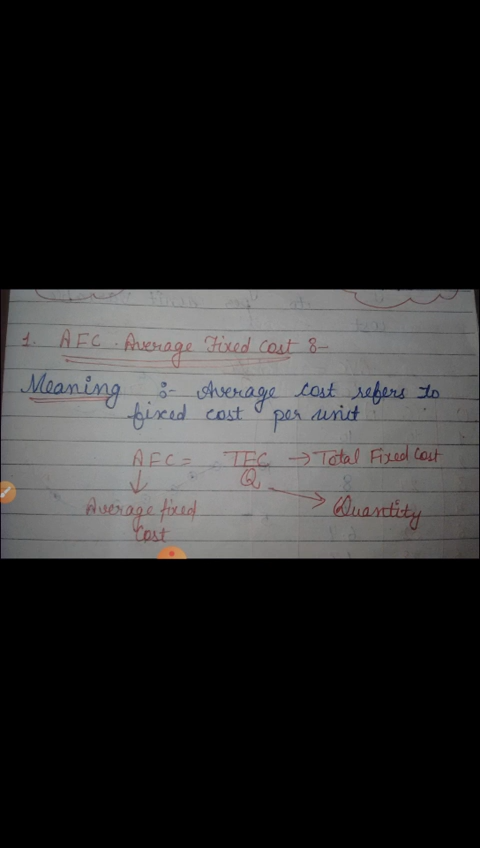 1. AFC . Average Fixed Cost :-
Meaning :- Average Cost refers to
fixed cost per unit
AFC = TFC → Total Fixed Cost
Q
Average fixed
Cost
Quantity